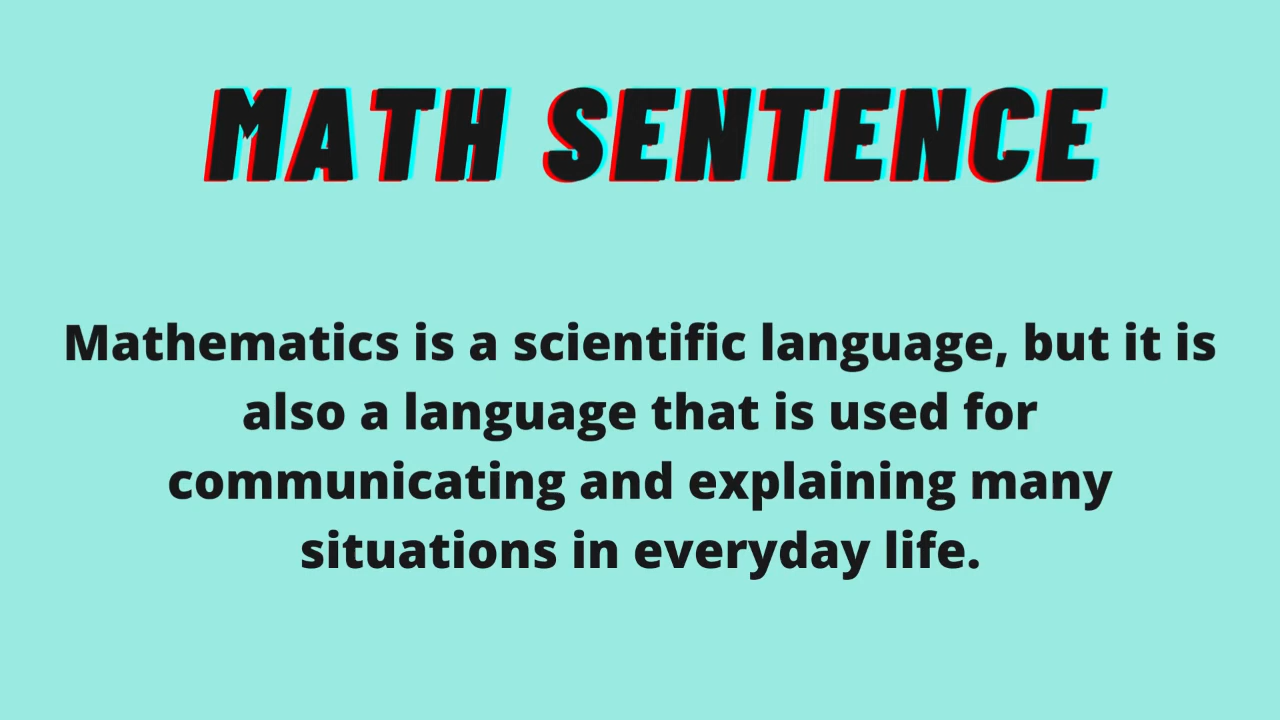 MATH SENTENCE
Mathematics is a scientific language, but it is
also a language that is used for
communicating and explaining many
situations in everyday life.